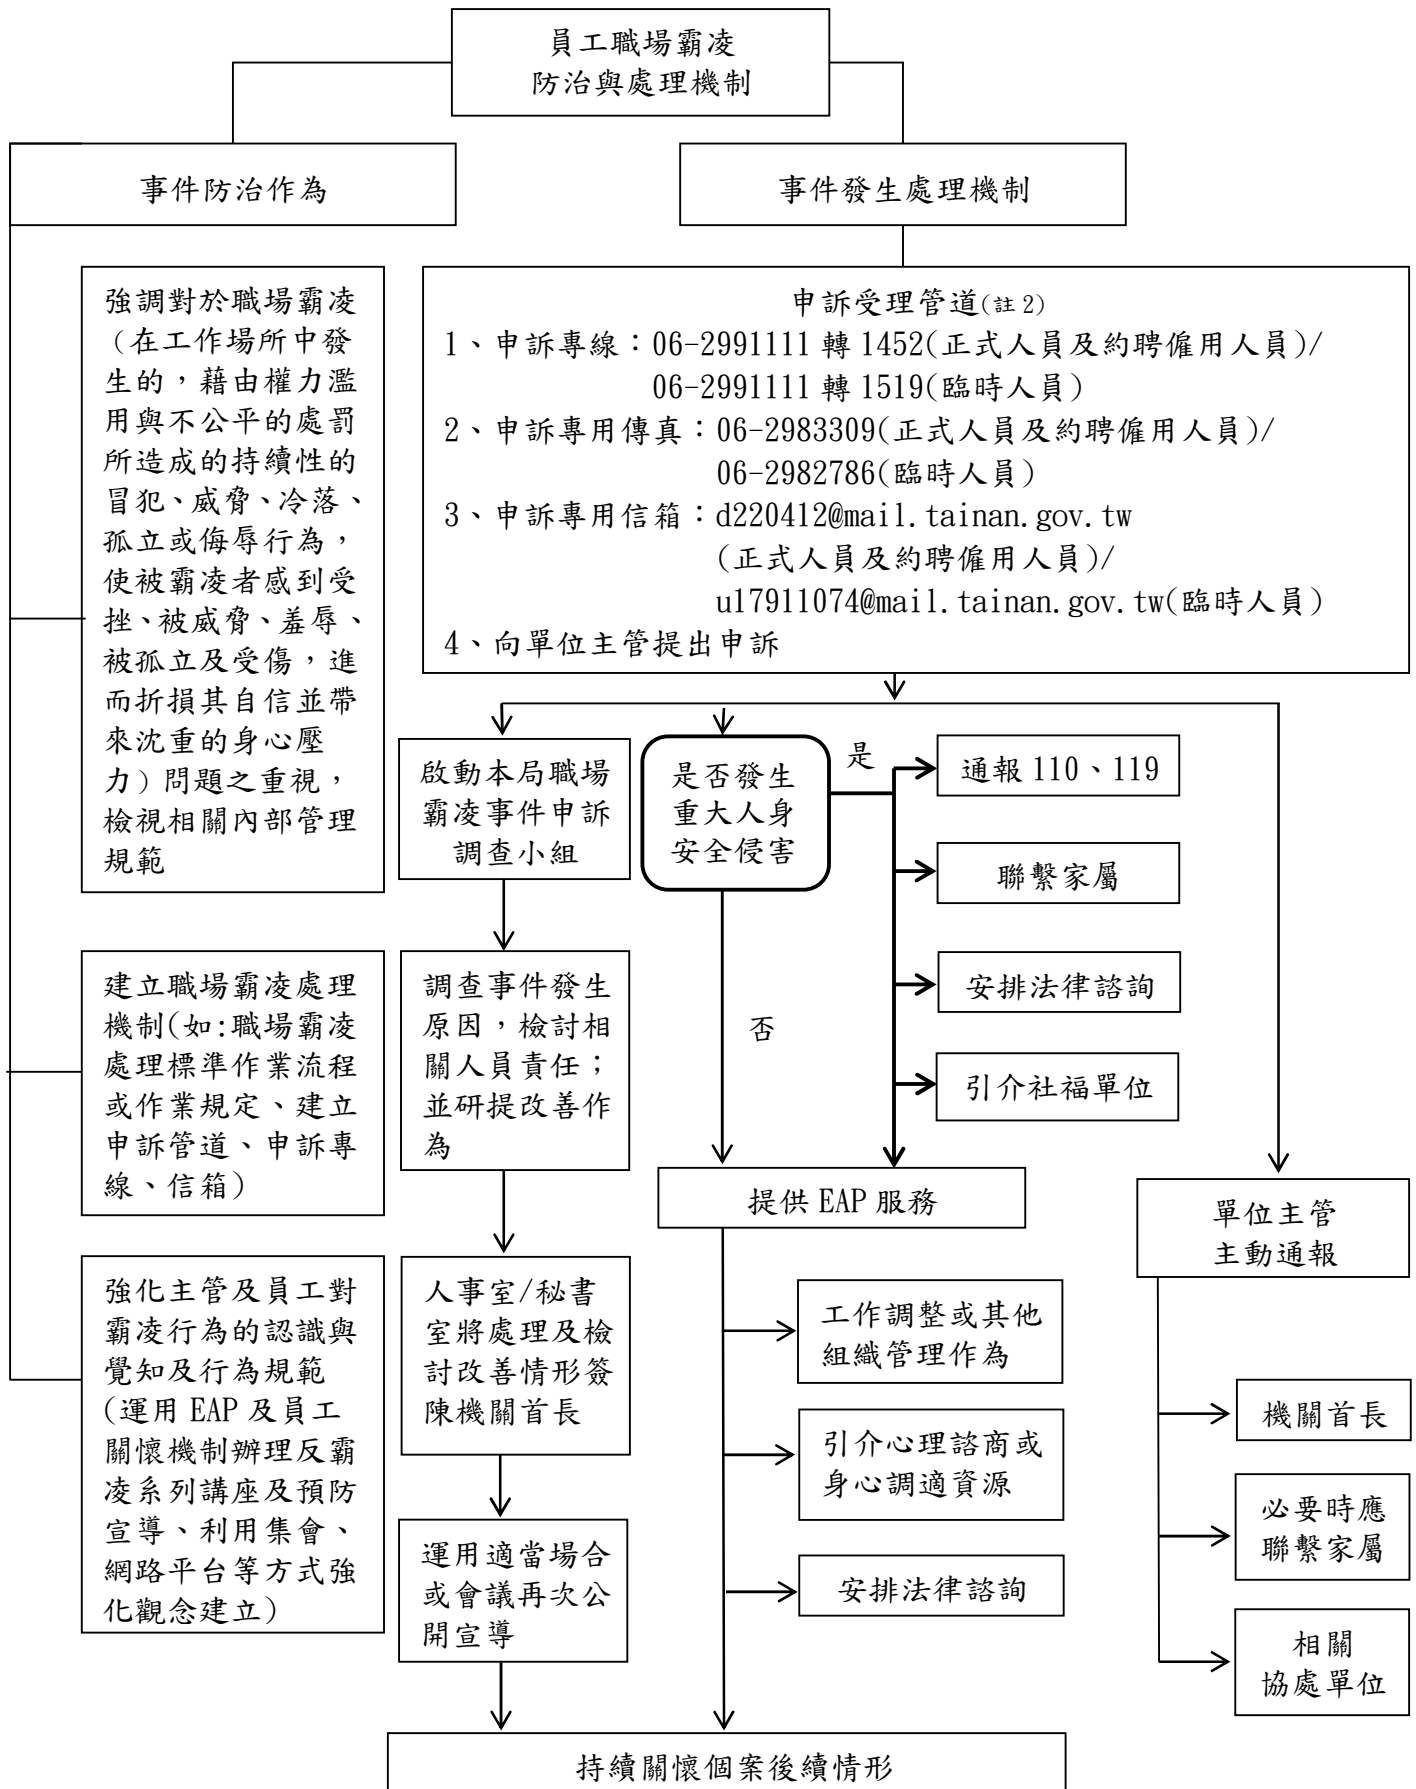 員工職場霸凌
防治與處理機制
事件防治作為
事件發生處理機制
強調對於職場霸凌
(在工作場所中發
生的，藉由權力濫
用與不公平的處罰
所造成的持續性的
冒犯、威脅、冷落、
孤立或侮辱行為，
使被霸凌者感到受
挫、被威脅、羞辱、
被孤立及受傷，進
而折損其自信並帶
來沈重的身心壓
力)問題之重視，
檢視相關內部管理
規範
建立職場霸凌處理
機制(如:職場霸凌
處理標準作業流程
或作業規定、建立
申訴管道、申訴專
線、信箱)
強化主管及員工對
霸凌行為的認識與
覺知及行為規範
(運用 EAP 及員工
關懷機制辦理反霸
凌系列講座及預防
宣導、利用集會、
網路平台等方式強
化觀念建立)
申訴受理管道(註 2)
1、申訴專線：06-2991111 轉 1452(正式人員及約聘僱用人員)/
06-2991111 轉 1519(臨時人員)
2、申訴專用傳真：06-2983309(正式人員及約聘僱用人員)/
06-2982786(臨時人員)
3、申訴專用信箱：d220412@mail.tainan.gov.tw
(正式人員及約聘僱用人員)/
u17911074@mail.tainan.gov.tw(臨時人員)
4、向單位主管提出申訴
啟動本局職場
霸凌事件申訴
調查小組
調查事件發生
原因，檢討相
關人員責任；
並研提改善作
為
人事室/秘書
室將處理及檢
討改善情形簽
陳機關首長
運用適當場合
或會議再次公
開宣導
是否發生
重大人身
安全侵害
是
否
通報 110、119
聯繫家屬
安排法律諮詢
引介社福單位
提供 EAP 服務
工作調整或其他
組織管理作為
引介心理諮商或
身心調適資源
安排法律諮詢
單位主管
主動通報
機關首長
必要時應
聯繫家屬
相關
協處單位
持續關懷個案後續情形